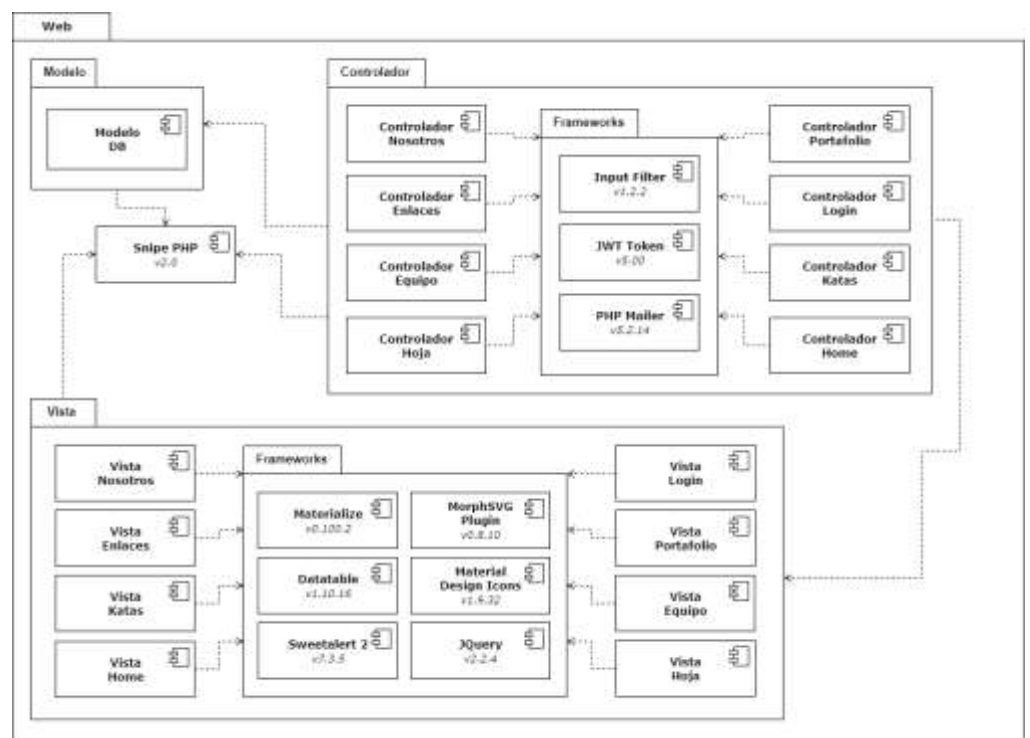 Web
Modelo
Modelo
DB
Snipe PHP
v2.0
Controlador
Controlador
Nosotros
Controlador
Enlaces
Controlador
Equipo
Controlador
Hoja
Frameworks
Input Filter
v1.2.2
JWT Token
v5.00
PHP Mailer
v5.2.14
Controlador
Portafolio
Controlador
Login
Controlador
Katas
Controlador
Home
Vista
Vista
Nosotros
Vista
Enlaces
Vista
Katas
Vista
Home
Frameworks
Materialize
v0.100.2
MorphSVG
Plugin
v0.8.10
Datatable
v1.10.16
Material
Design Icons
Sweetalert 2
v7.3.5
JQuery
v2.2.4
Vista
Login
Vista
Portafolio
Vista
Equipo
Vista
Hoja